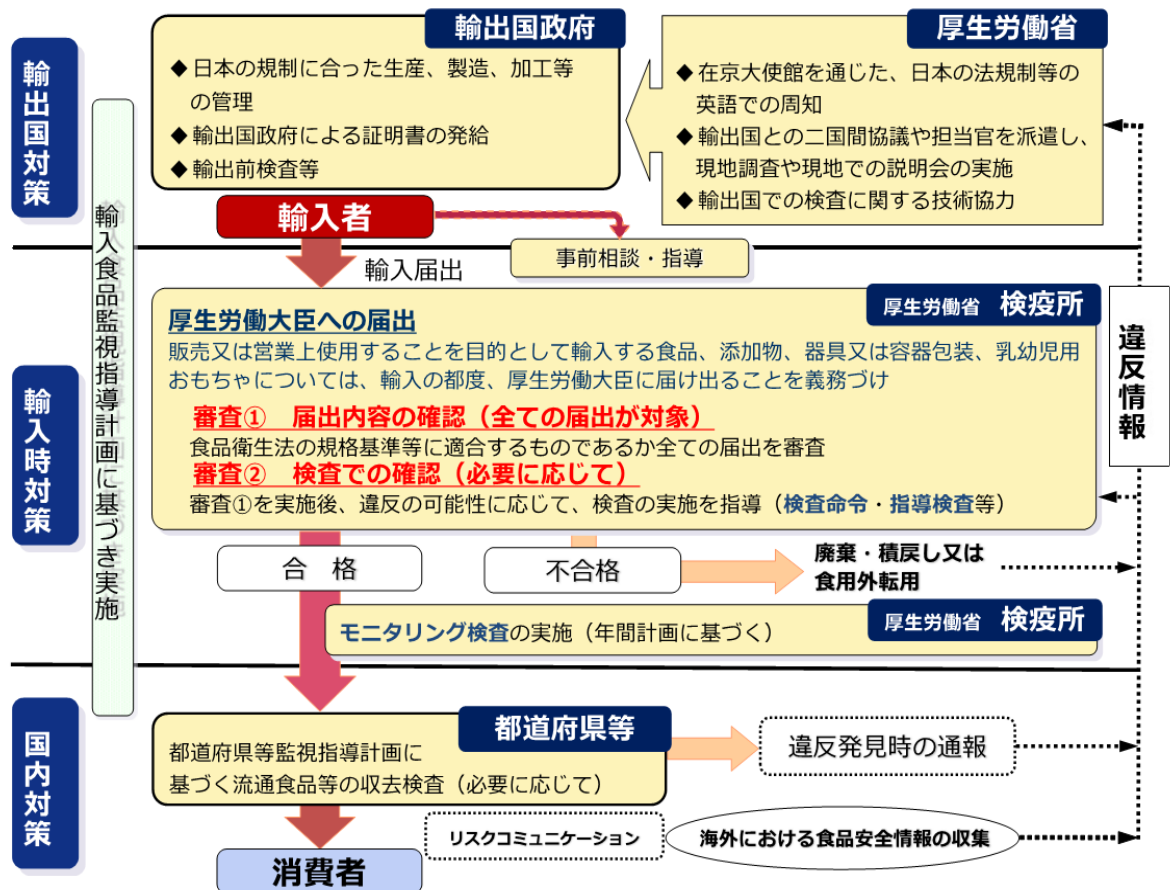 輸出国対策
輸入食品監視指導計画に基づき実施
輸出国政府
◆ 日本の規制に合った生産、製造、加工等
の管理
◆ 輸出国政府による証明書の発給
◆ 輸出前検査等
厚生労働省
◆ 在京大使館を通じた、日本の法規制等の
英語での周知
◆ 輸出国との二国間協議や担当官を派遣し、
現地調査や現地での説明会の実施
◆ 輸出国での検査に関する技術協力
輸入者
事前相談・指導
輸入届出
輸入時対策
厚生労働省 検疫所
厚生労働大臣への届出
販売又は営業上使用することを目的として輸入する食品、添加物、器具又は容器包装、乳幼児用
おもちゃについては、輸入の都度、厚生労働大臣に届け出ることを義務づけ
審査① 届出内容の確認（全ての届出が対象）
食品衛生法の規格基準等に適合するものであるか全ての届出を審査
審査② 検査での確認（必要に応じて）
審査①を実施後、違反の可能性に応じて、検査の実施を指導（検査命令・指導検査等）
違反情報
合 格
不合格
廃棄・積戻し又は
食用外転用
厚生労働省 検疫所
モニタリング検査の実施（年間計画に基づく）
国内対策
都道府県等
都道府県等監視指導計画に
基づく流通食品等の収去検査（必要に応じて）
違反発見時の通報
リスクコミュニケーション
海外における食品安全情報の収集
消費者